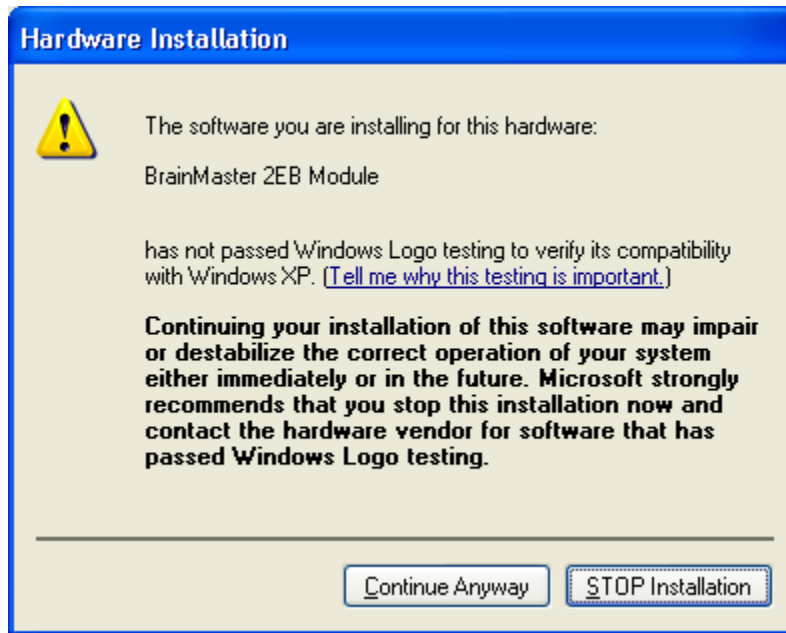 Hardware Installation
The software you are installing for this hardware:
BrainMaster 2EB Module
has not passed Windows Logo testing to verify its compatibility
with Windows XP. (Tell me why this testing is important.)
Continuing your installation of this software may impair
or destabilize the correct operation of your system
either immediately or in the future. Microsoft strongly
recommends that you stop this installation now and
contact the hardware vendor for software that has
passed Windows Logo testing.
Continue Anyway
STOP Installation